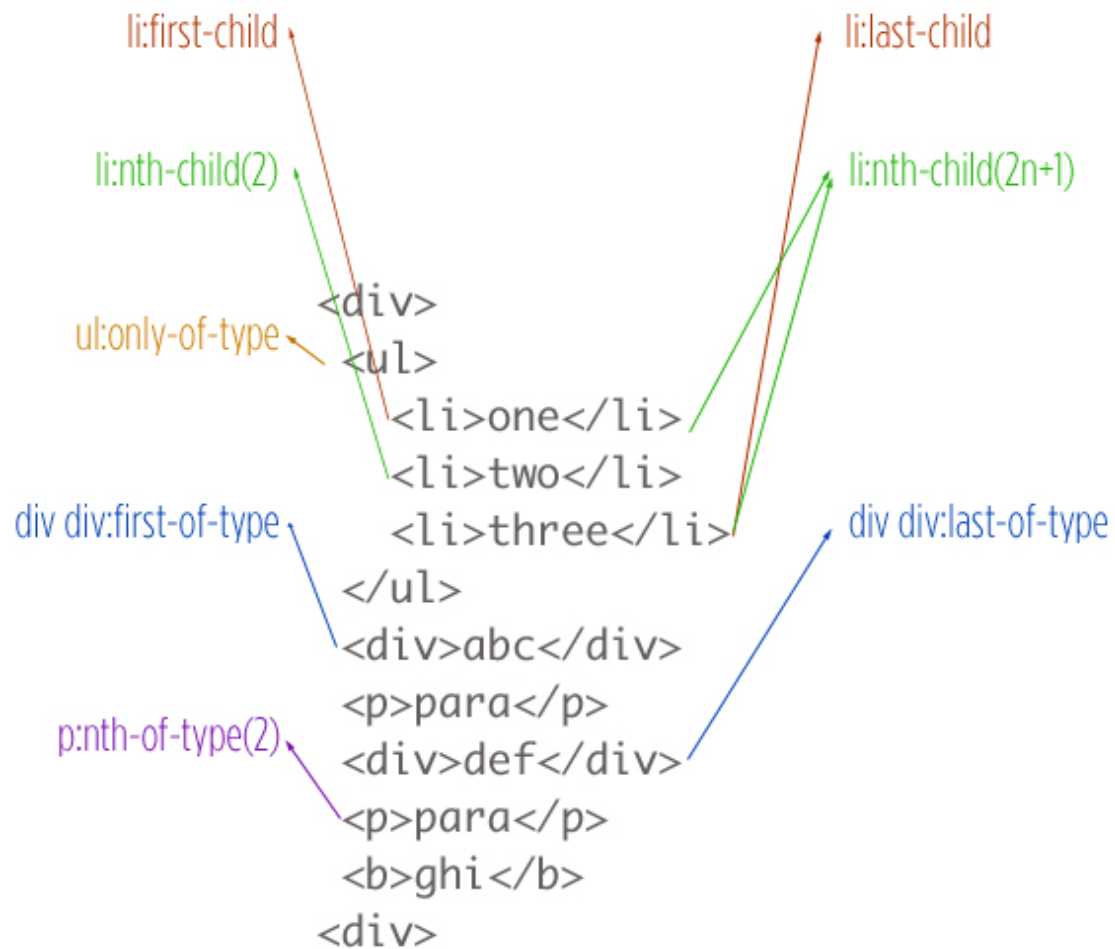 li:first-child
li:last-child
li:nth-child(2)
li:nth-child(2n+1)
<div>
ul:only-of-type
<ul>
<li>one</li>
<li>two</li>
<li>three</li>
div div:first-of-type
div div:last-of-type
</ul>
<div>abc</div>
<p>para</p>
p:nth-of-type(2)
<div>def</div>
<p>para</p>
<b>ghi</b>
<div>